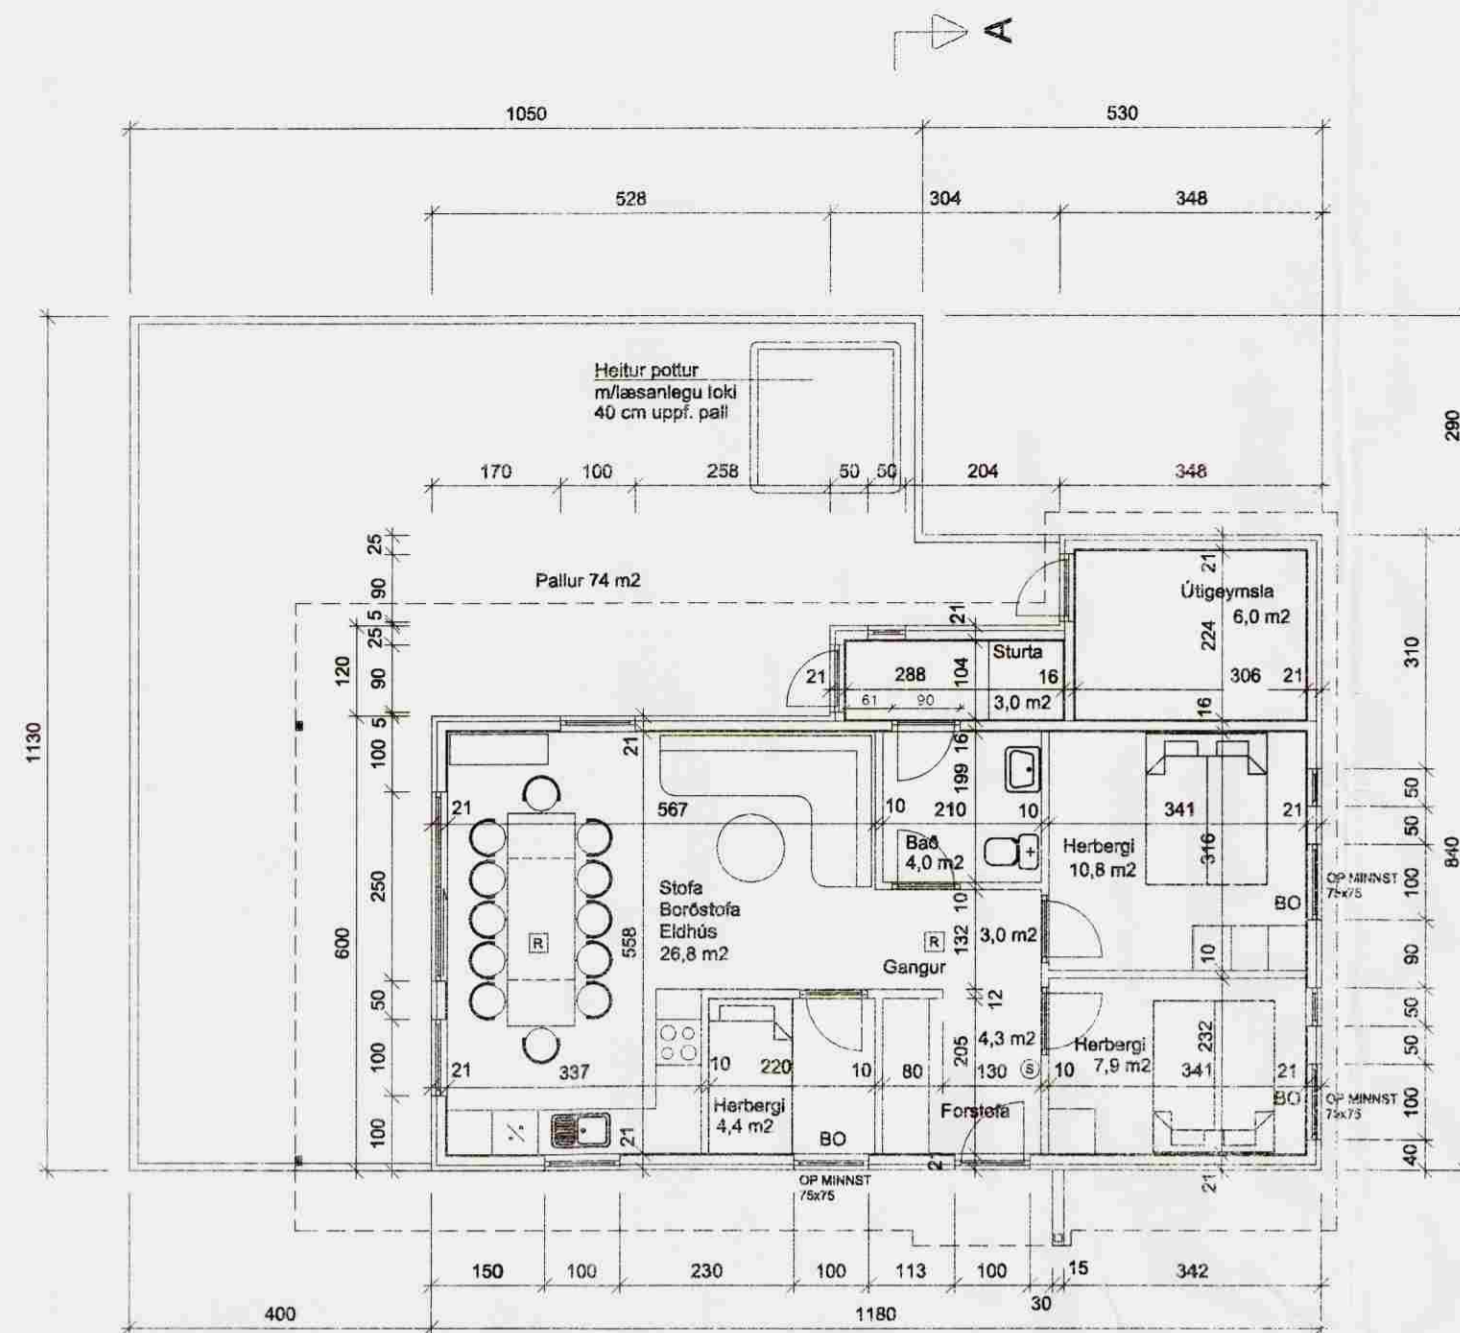 A
1050 530
528 304 348
Heitur pottur
m/læsanlegu loki
40 cm uppf. pall
290
170 100 258 50 50 204 348
25
90
5
25
90
5
100
250
50
100
100
120
600
1130
Pallur 74 m2
21
Útigeymsla
6,0 m2
21
224
306 21
16
310
Sturta
21 288 104 16
61 90 3,0 m2
21
16
199
21 567 10 210 10 341 21
Bað
4,0 m2
Herbergi
10,8 m2
316
BO
50
50
100
90
50
50
100
40
840
OP MINNST
75x75
Stofa
Borðstofa
Eldhús
26,8 m2
558
R
R
10
132
3,0 m2
Gangur
10
12
4,3 m2
205
S
Herbergi
7,9 m2
232
21 337 10 220 10 80 130 10 341 21
BO
OP MINNST
75x75
Herbergi
4,4 m2
Forstofa
BO
21
21
21
OP MINNST
75x75
150 100 230 100 113 100 30 15 342
400 1180